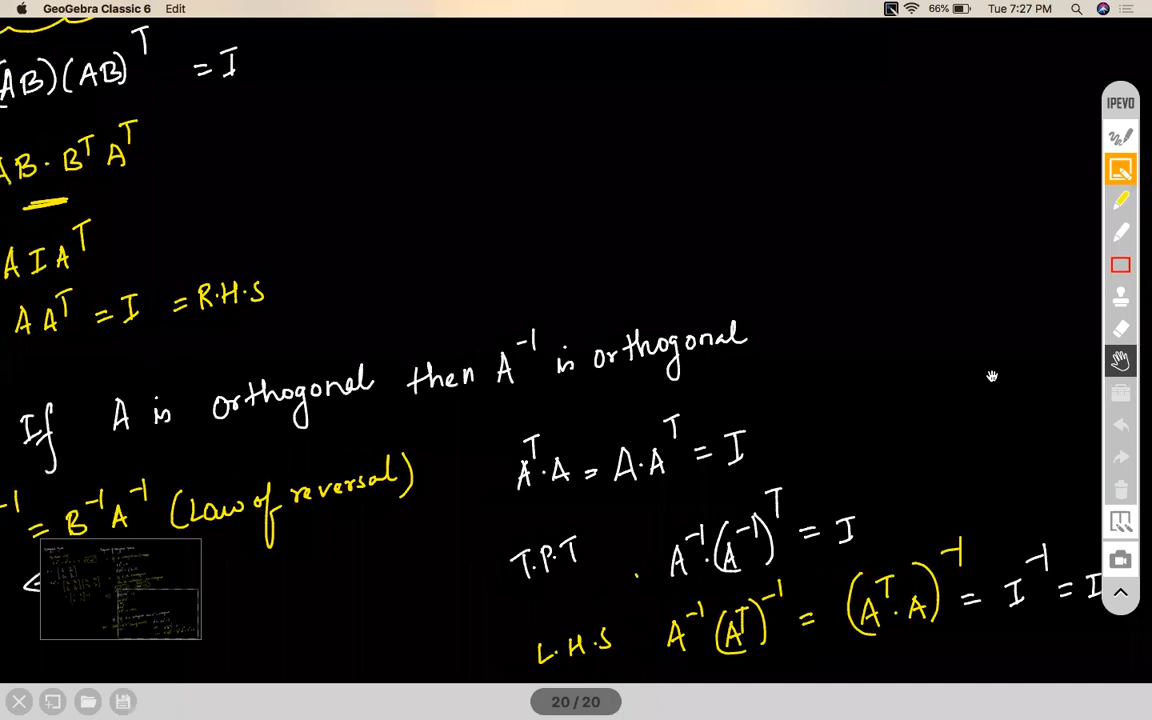 GeoGebra Classic 6 Edit 66% Tue 7:27 PM
IPEVO
(AB)(AB)^T = I
AB · B^T A^T
A I A^T
A A^T = I = R.H.S
If A is orthogonal then A^-1 is orthogonal
A^T · A = A · A^T = I
^-1 = B^-1 A^-1 (Law of reversal)
T.P.T A^-1 · (A^-1)^T = I
L.H.S A^-1 (A^T)^-1 = (A^T · A)^-1 = I^-1 = I
20 / 20